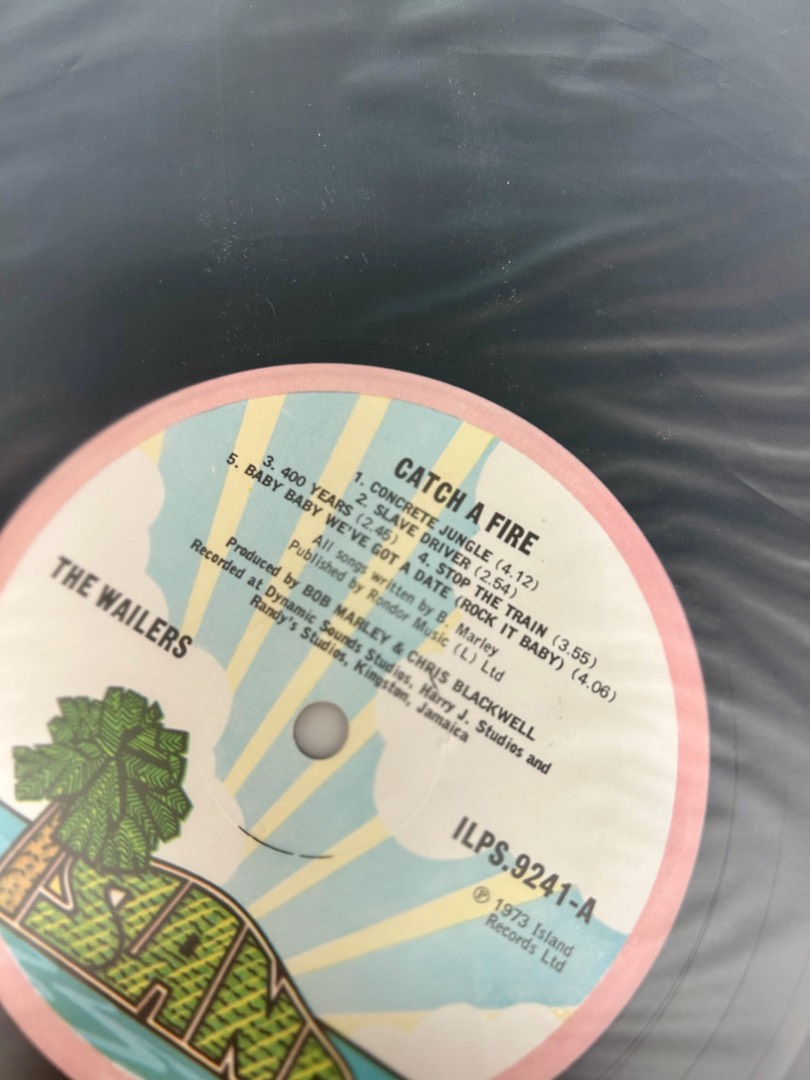 CATCH A FIRE
1. CONCRETE JUNGLE (4.12)
2. SLAVE DRIVER (2.54)
3. 400 YEARS (2.45) 4. STOP THE TRAIN (3.55)
5. BABY BABY WE'VE GOT A DATE (ROCK IT BABY) (4.06)
All songs written by B. Marley
Published by Rondor Music (L) Ltd
Produced by BOB MARLEY & CHRIS BLACKWELL
Recorded at Dynamic Sounds Studios, Harry J. Studios and
Randy's Studios, Kingston, Jamaica
THE WAILERS
ILPS.9241-A
℗ 1973 Island
Records Ltd
ISLAND